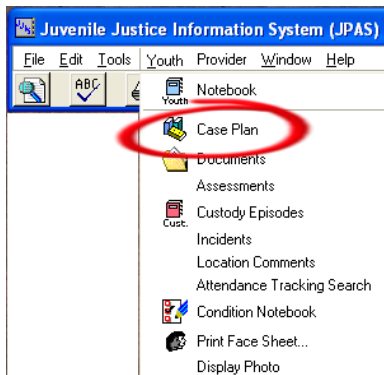 Juvenile Justice Information System (JPAS)
File Edit Tools Youth Provider Window Help
ABC
Youth Notebook
Case Plan
Documents
Assessments
Cust. Custody Episodes
Incidents
Location Comments
Attendance Tracking Search
Condition Notebook
Print Face Sheet...
Display Photo